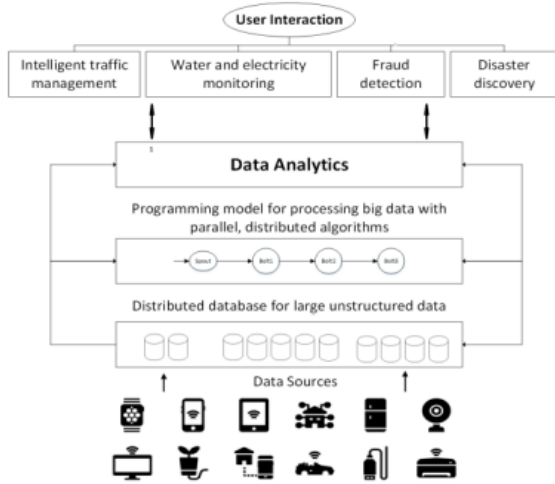 User Interaction
Intelligent traffic
management
Water and electricity
monitoring
Fraud
detection
Disaster
discovery
1
Data Analytics
Programming model for processing big data with
parallel, distributed algorithms
Spout
Bolt1
Bolt2
Bolt3
Distributed database for large unstructured data
Data Sources